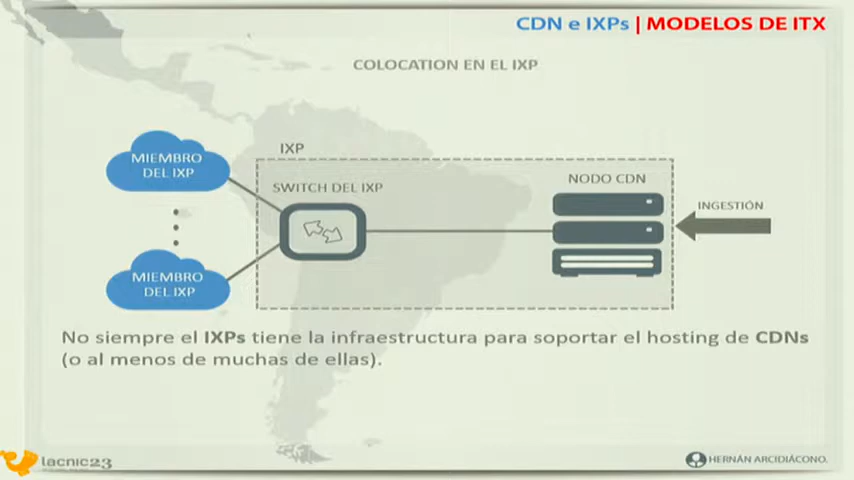 CDN e IXPs | MODELOS DE ITX
COLOCATION EN EL IXP
IXP
MIEMBRO
DEL IXP
SWITCH DEL IXP
NODO CDN
INGESTIÓN
MIEMBRO
DEL IXP
No siempre el IXPs tiene la infraestructura para soportar el hosting de CDNs
(o al menos de muchas de ellas).
lacnic23
HERNÁN ARCIDIÁCONO.